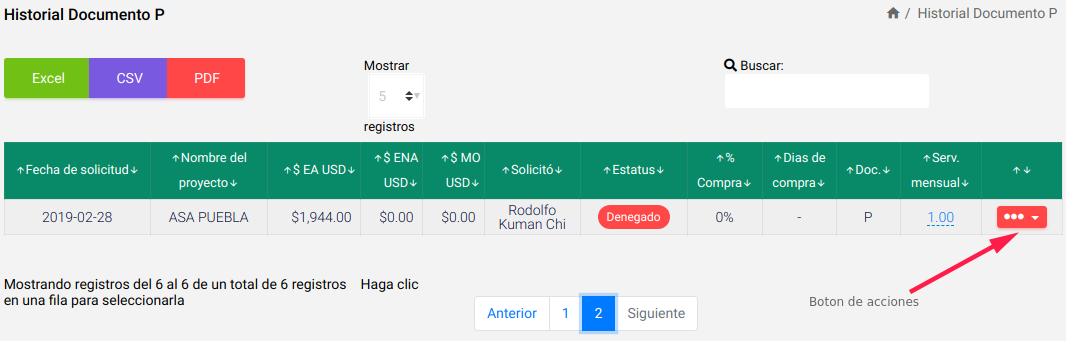 Historial Documento P
/ Historial Documento P
Excel CSV PDF
Mostrar
5
registros
Buscar:
↑Fecha de solicitud↓ ↑Nombre del proyecto↓ ↑$ EA USD↓ ↑$ ENA USD↓ ↑$ MO USD↓ ↑Solicitó↓ ↑Estatus↓ ↑% Compra↓ ↑Dias de compra↓ ↑Doc.↓ ↑Serv. mensual↓ ↑↓
2019-02-28 ASA PUEBLA $1,944.00 $0.00 $0.00 Rodolfo Kuman Chi Denegado 0% - P 1.00
Mostrando registros del 6 al 6 de un total de 6 registros Haga clic
en una fila para seleccionarla
Anterior 1 2 Siguiente
Boton de acciones